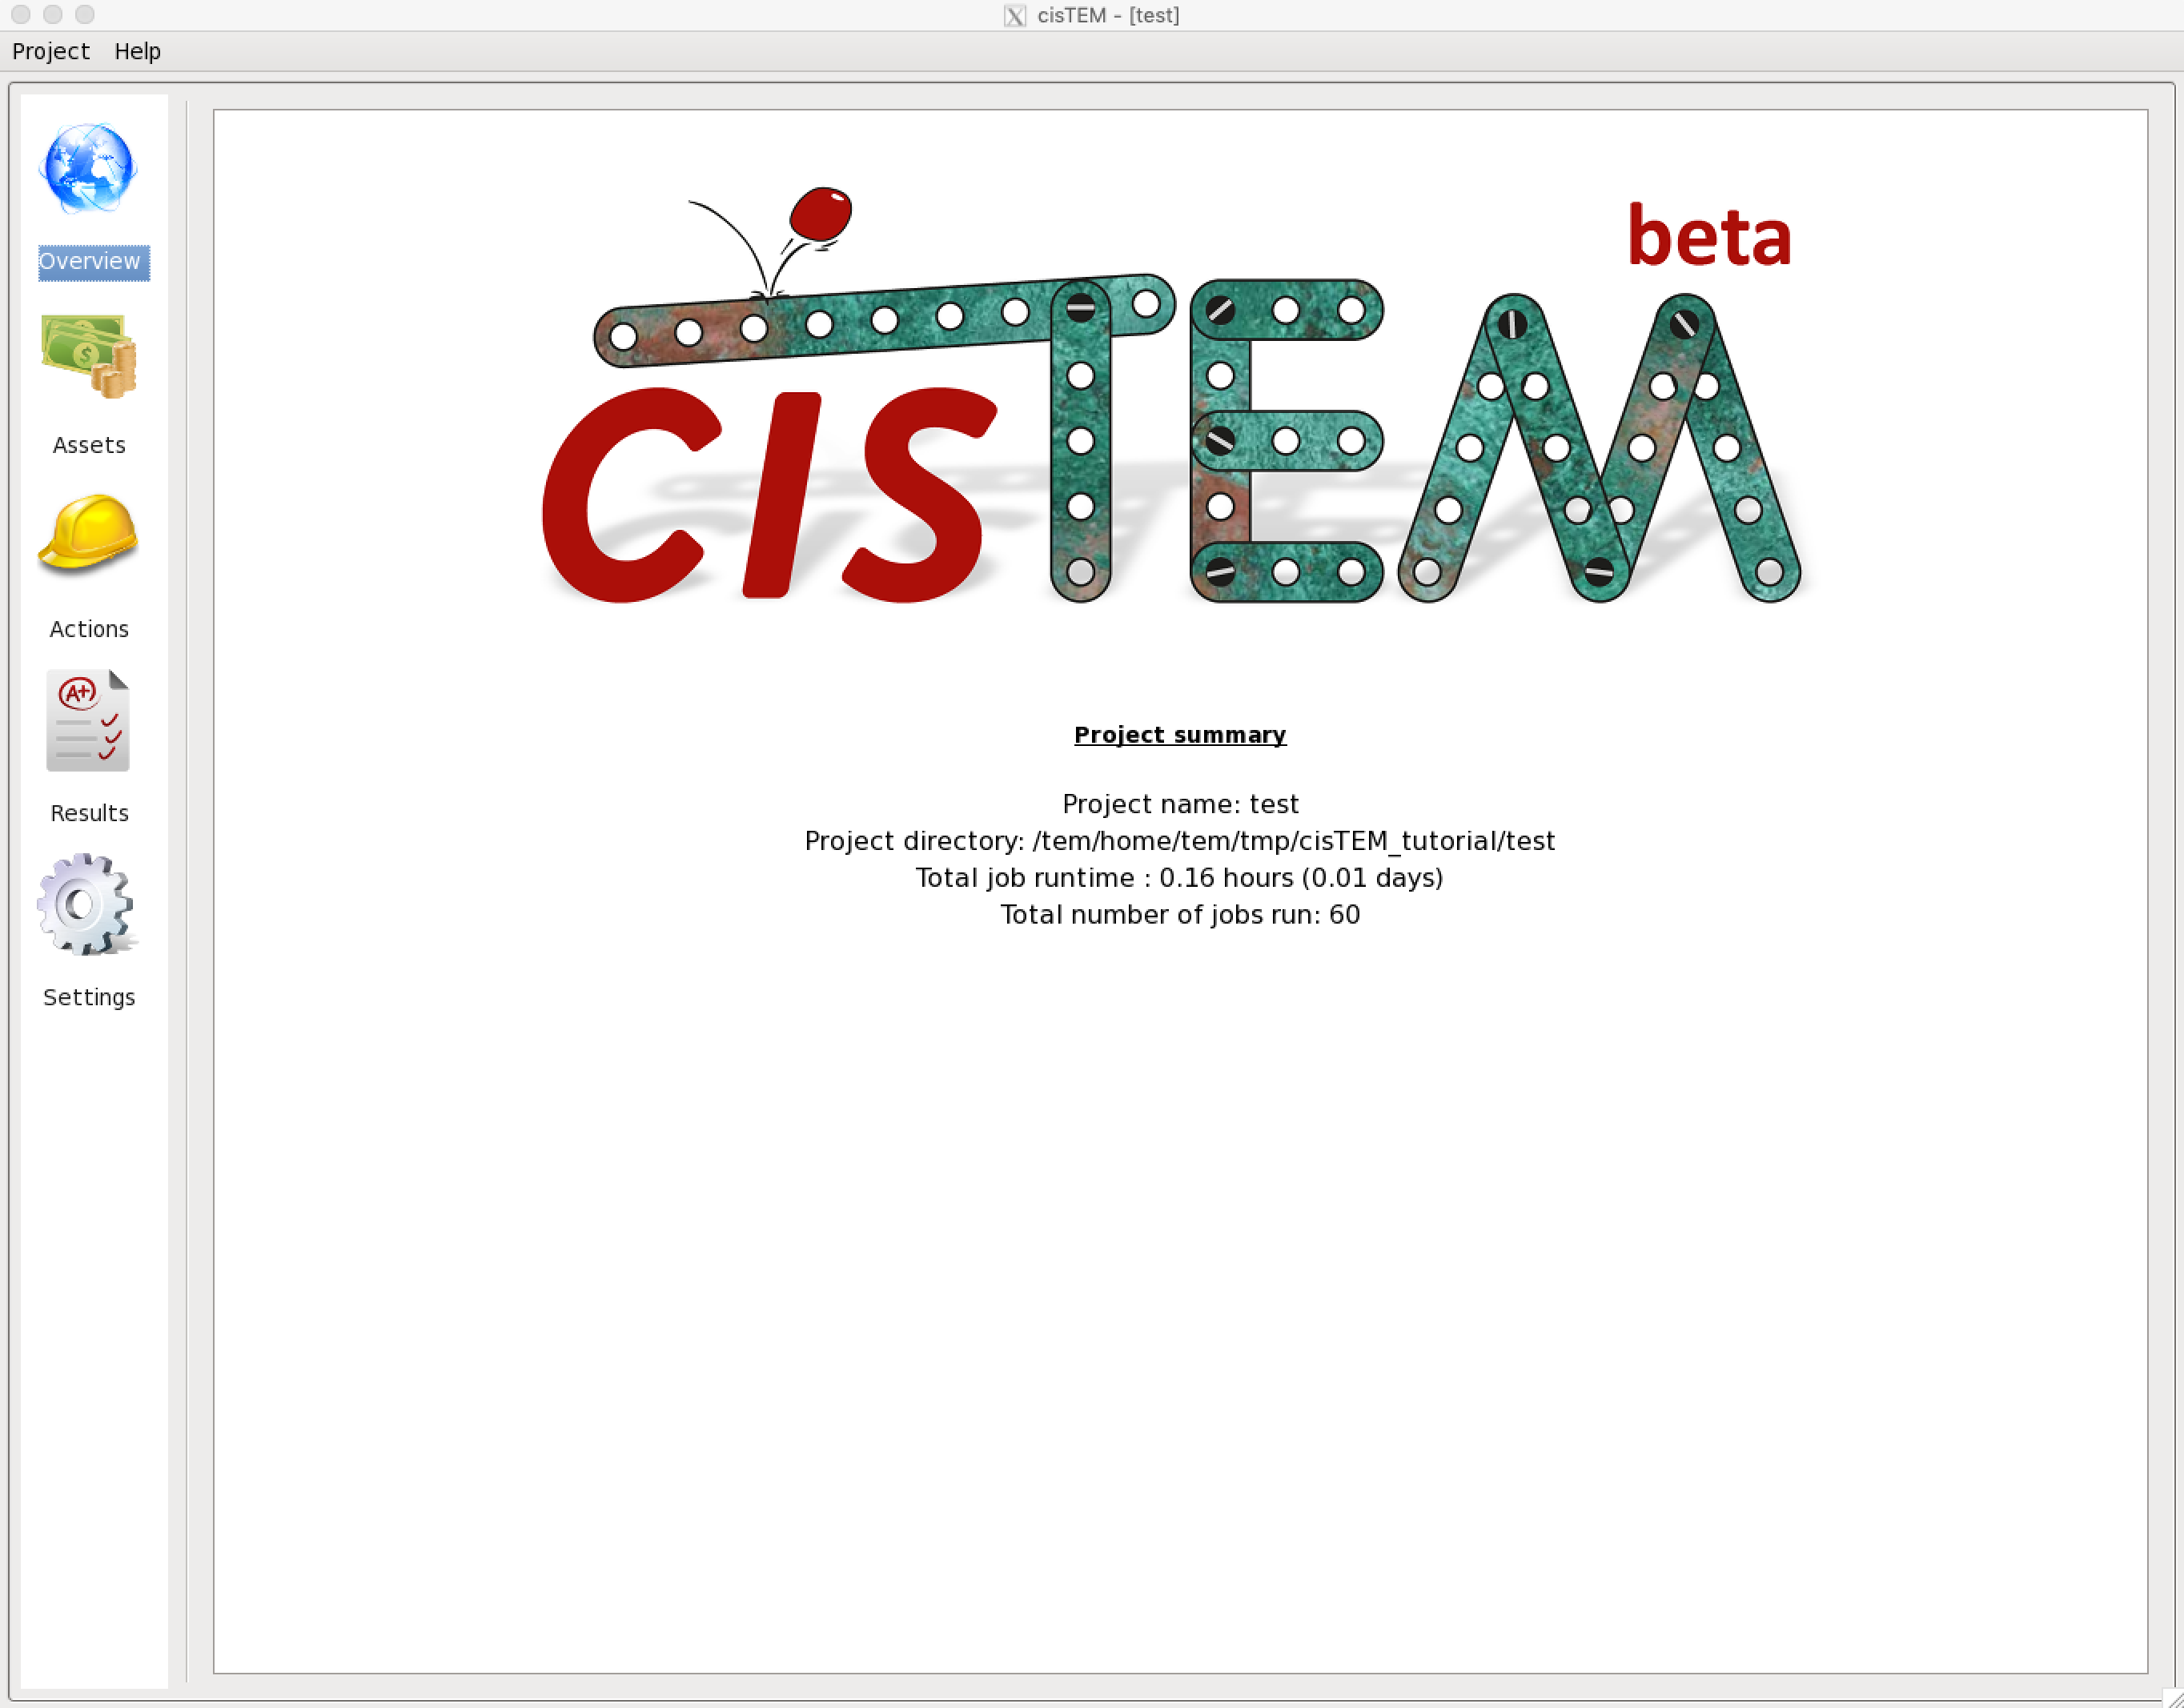 cisTEM - [test]
Project Help
Overview
Assets
Actions
A+
Results
Settings
beta
cisTEM
Project summary
Project name: test
Project directory: /tem/home/tem/tmp/cisTEM_tutorial/test
Total job runtime : 0.16 hours (0.01 days)
Total number of jobs run: 60